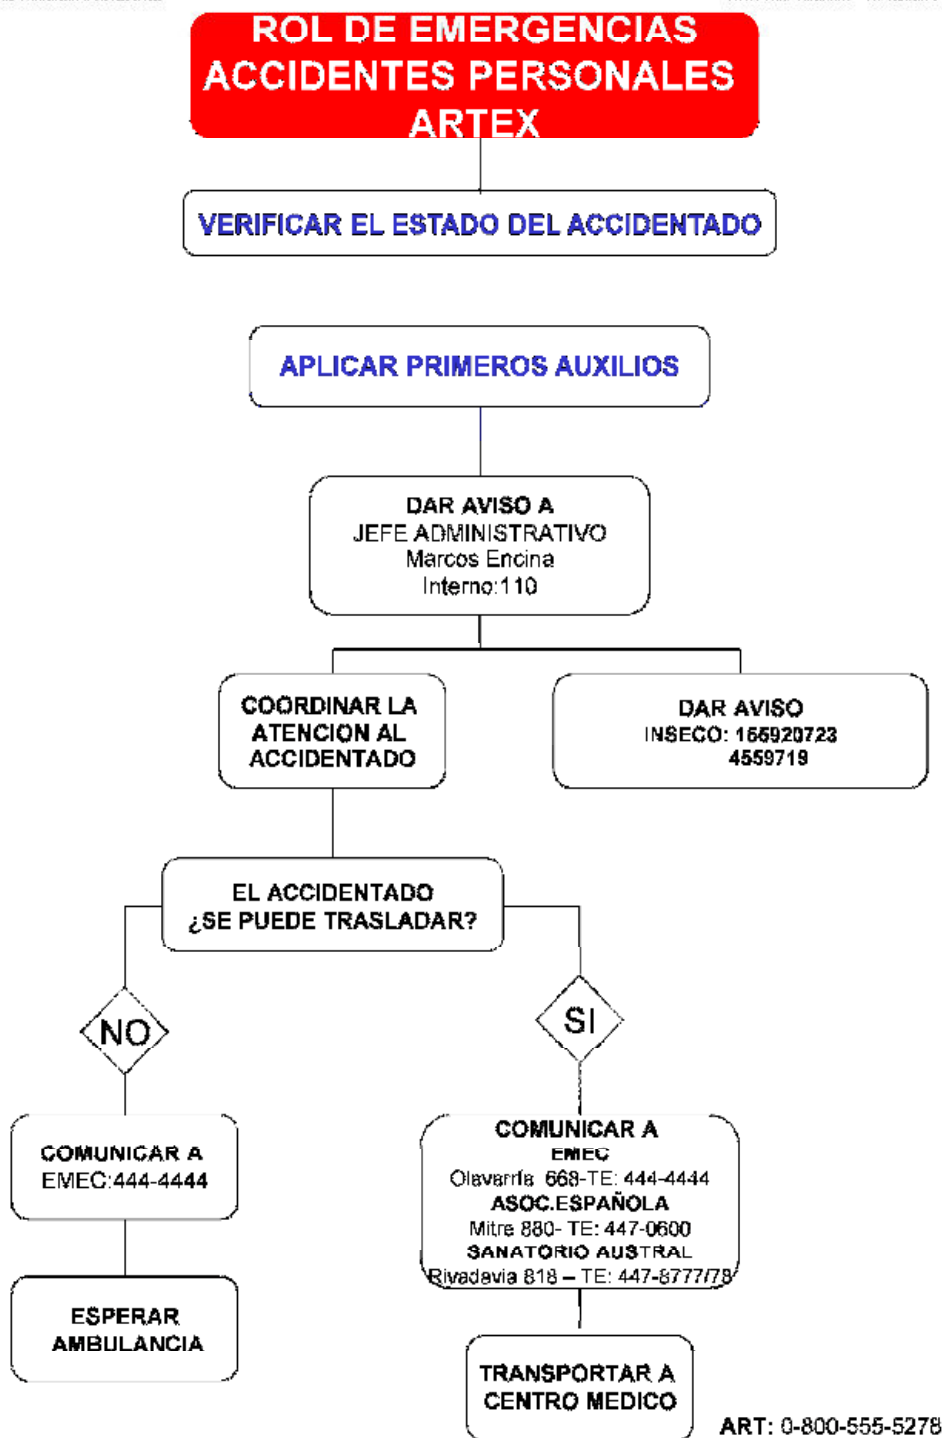 ROL DE EMERGENCIAS
ACCIDENTES PERSONALES
ARTEX
VERIFICAR EL ESTADO DEL ACCIDENTADO
APLICAR PRIMEROS AUXILIOS
DAR AVISO A
JEFE ADMINISTRATIVO
Marcos Encina
Interno:110
COORDINAR LA
ATENCION AL
ACCIDENTADO
DAR AVISO
INSECO: 155920723
4559719
EL ACCIDENTADO
¿SE PUEDE TRASLADAR?
NO
SI
COMUNICAR A
EMEC:444-4444
ESPERAR
AMBULANCIA
COMUNICAR A
EMEC
Olavarría 668-TE: 444-4444
ASOC.ESPAÑOLA
Mitre 880- TE: 447-0600
SANATORIO AUSTRAL
Rivadavia 818 – TE: 447-8777/78
TRANSPORTAR A
CENTRO MEDICO
ART: 0-800-555-5278